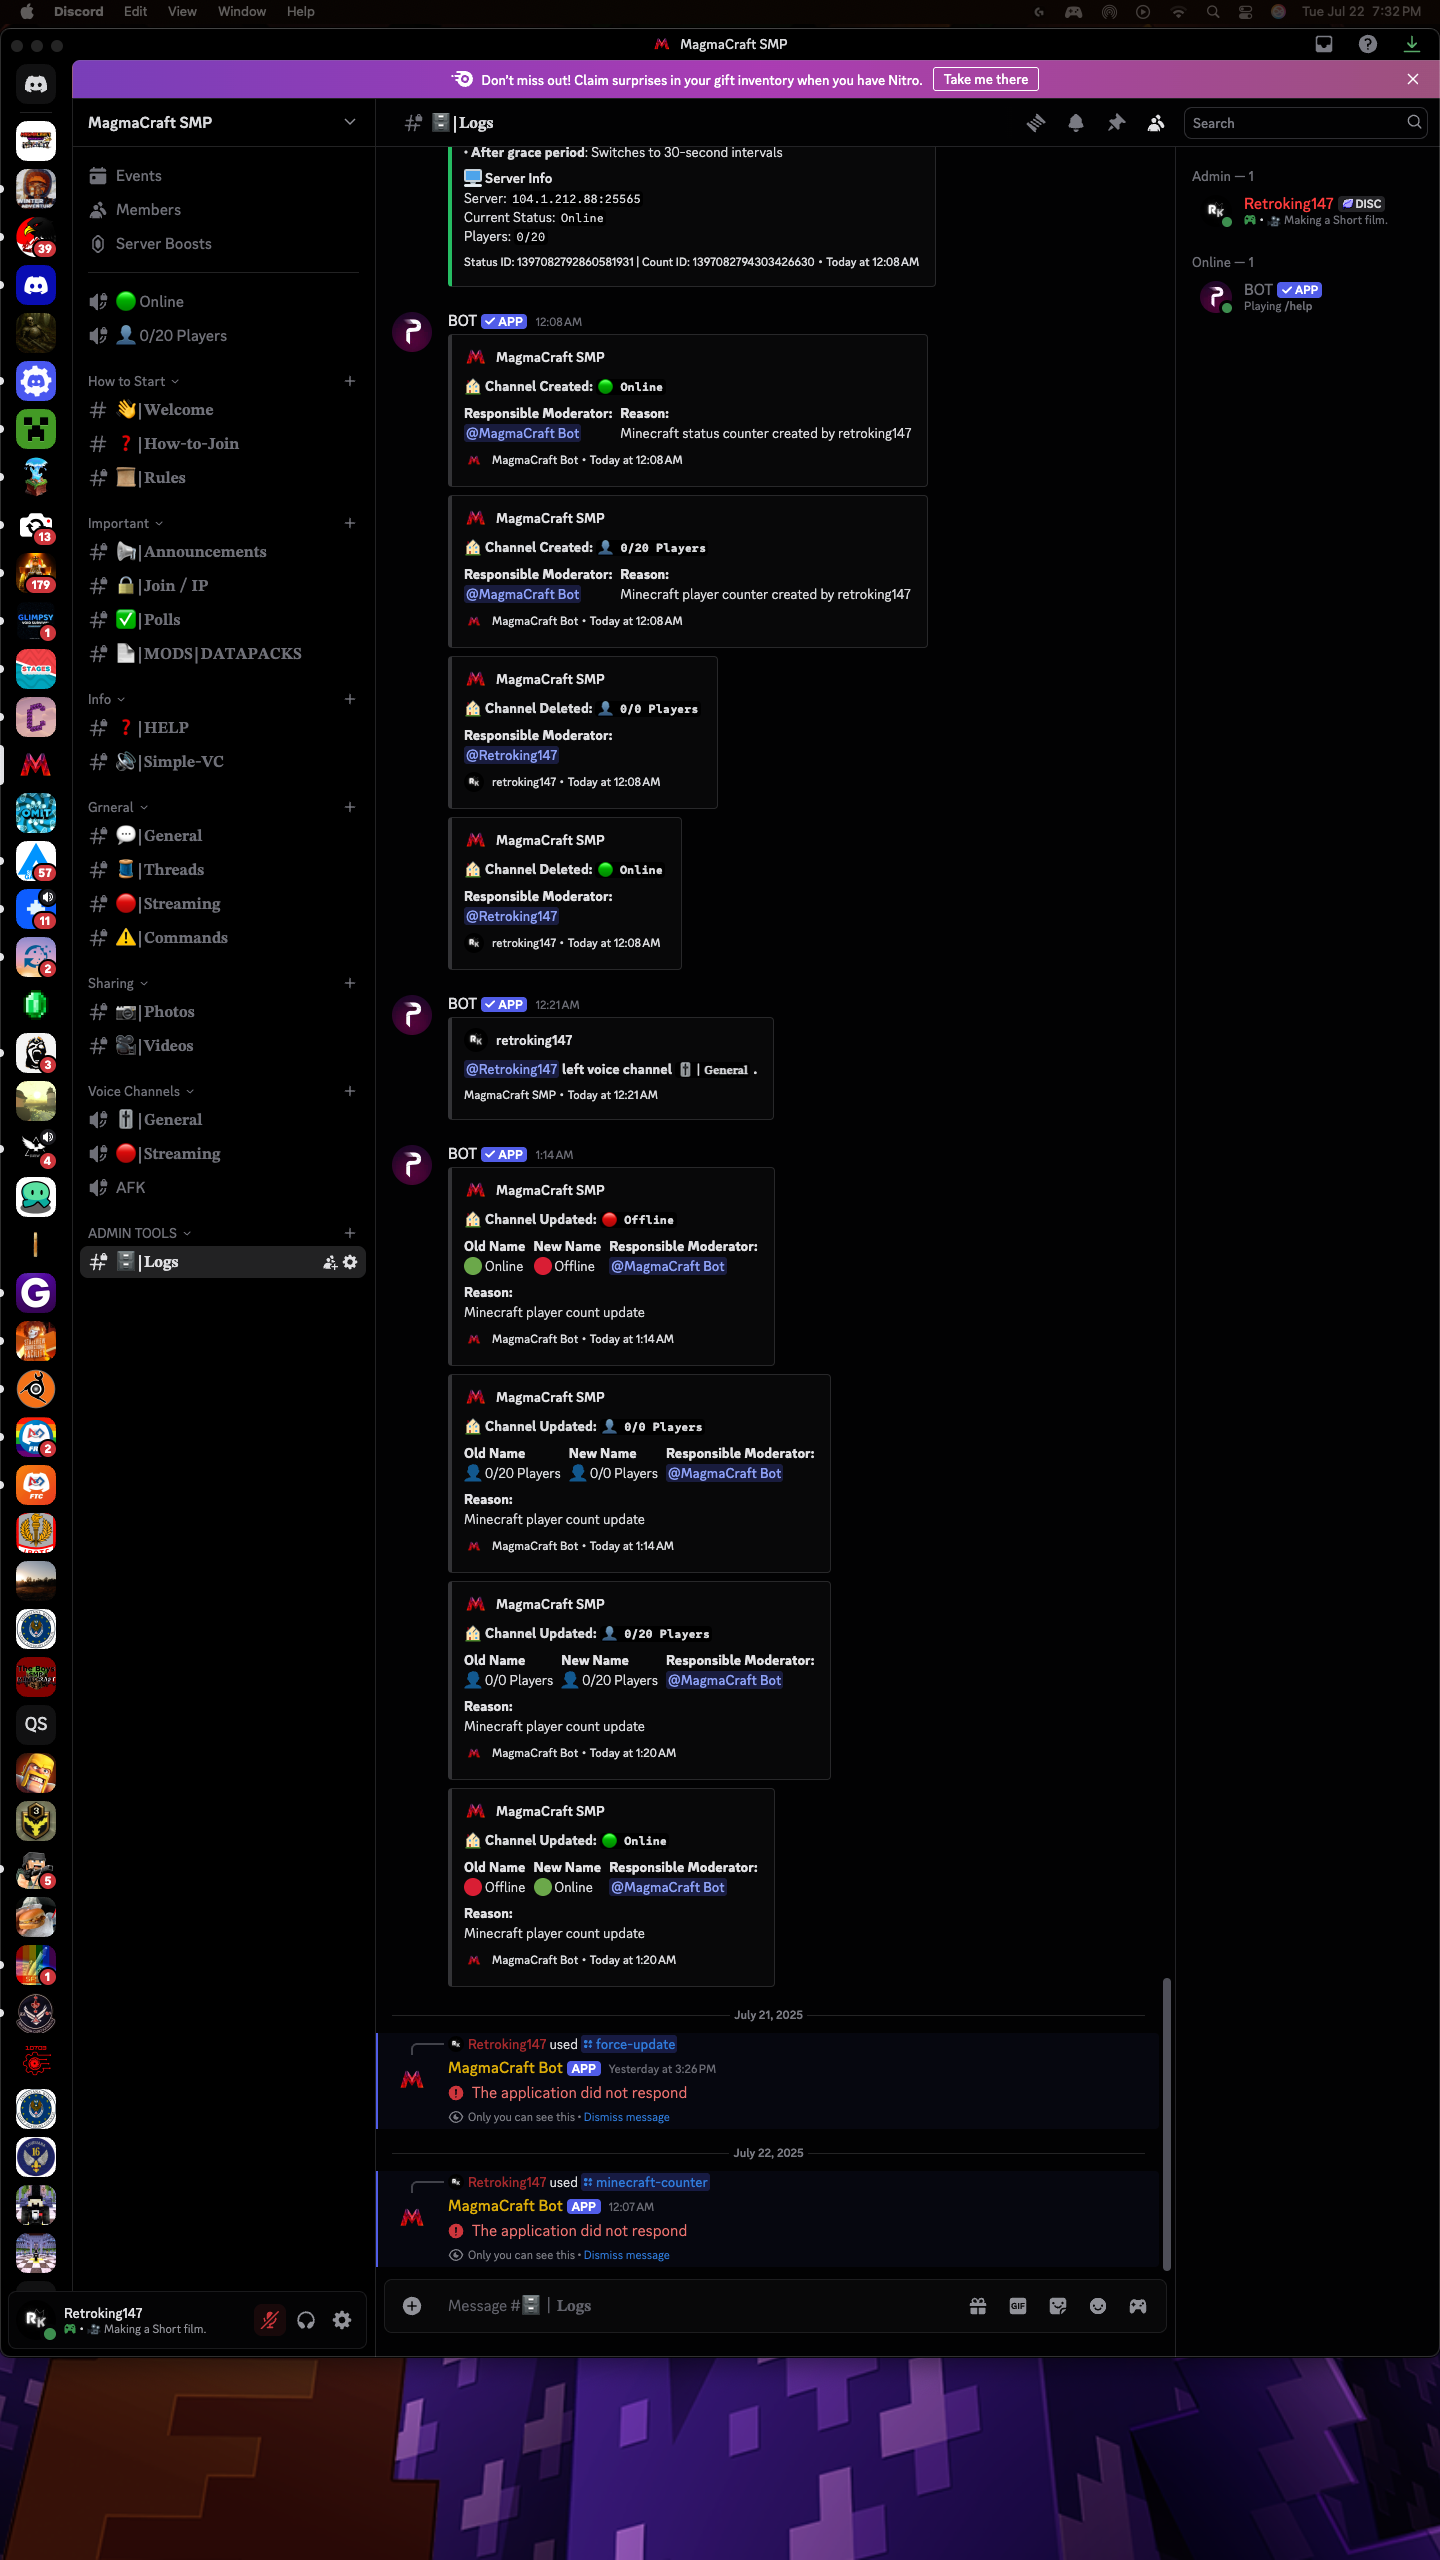 Discord Edit View Window Help Tue Jul 22 7:32 PM
MagmaCraft SMP
Don't miss out! Claim surprises in your gift inventory when you have Nitro. Take me there
MagmaCraft SMP
Events
Members
Server Boosts
Online
0/20 Players
How to Start
|Welcome
|How-to-Join
|Rules
Important
|Announcements
|Join / IP
|Polls
|MODS|DATAPACKS
Info
|HELP
|Simple-VC
Grneral
|General
|Threads
|Streaming
|Commands
Sharing
|Photos
|Videos
Voice Channels
|General
|Streaming
AFK
ADMIN TOOLS
|Logs
Retroking147
Making a Short film.
39
13
179
GLIMPSY
1
STAGES
OMIT
57
11
2
3
4
2
FTC
QS
3
5
1
16
|Logs
Search
• After grace period: Switches to 30-second intervals
Server Info
Server: 104.1.212.88:25565
Current Status: Online
Players: 0/20
Status ID: 1397082792860581931 | Count ID: 1397082794303426630 • Today at 12:08 AM
BOT APP 12:08 AM
MagmaCraft SMP
Channel Created: Online
Responsible Moderator: Reason:
@MagmaCraft Bot Minecraft status counter created by retroking147
MagmaCraft Bot • Today at 12:08 AM
MagmaCraft SMP
Channel Created: 0/20 Players
Responsible Moderator: Reason:
@MagmaCraft Bot Minecraft player counter created by retroking147
MagmaCraft Bot • Today at 12:08 AM
MagmaCraft SMP
Channel Deleted: 0/0 Players
Responsible Moderator:
@Retroking147
retroking147 • Today at 12:08 AM
MagmaCraft SMP
Channel Deleted: Online
Responsible Moderator:
@Retroking147
retroking147 • Today at 12:08 AM
BOT APP 12:21 AM
retroking147
@Retroking147 left voice channel | General .
MagmaCraft SMP • Today at 12:21 AM
BOT APP 1:14 AM
MagmaCraft SMP
Channel Updated: Offline
Old Name New Name Responsible Moderator:
Online Offline @MagmaCraft Bot
Reason:
Minecraft player count update
MagmaCraft Bot • Today at 1:14 AM
MagmaCraft SMP
Channel Updated: 0/0 Players
Old Name New Name Responsible Moderator:
0/20 Players 0/0 Players @MagmaCraft Bot
Reason:
Minecraft player count update
MagmaCraft Bot • Today at 1:14 AM
MagmaCraft SMP
Channel Updated: 0/20 Players
Old Name New Name Responsible Moderator:
0/0 Players 0/20 Players @MagmaCraft Bot
Reason:
Minecraft player count update
MagmaCraft Bot • Today at 1:20 AM
MagmaCraft SMP
Channel Updated: Online
Old Name New Name Responsible Moderator:
Offline Online @MagmaCraft Bot
Reason:
Minecraft player count update
MagmaCraft Bot • Today at 1:20 AM
July 21, 2025
Retroking147 used force-update
MagmaCraft Bot APP Yesterday at 3:26 PM
The application did not respond
Only you can see this • Dismiss message
July 22, 2025
Retroking147 used minecraft-counter
MagmaCraft Bot APP 12:07 AM
The application did not respond
Only you can see this • Dismiss message
Message # | Logs
GIF
Admin — 1
Retroking147 DISC
Making a Short film.
Online — 1
BOT APP
Playing /help